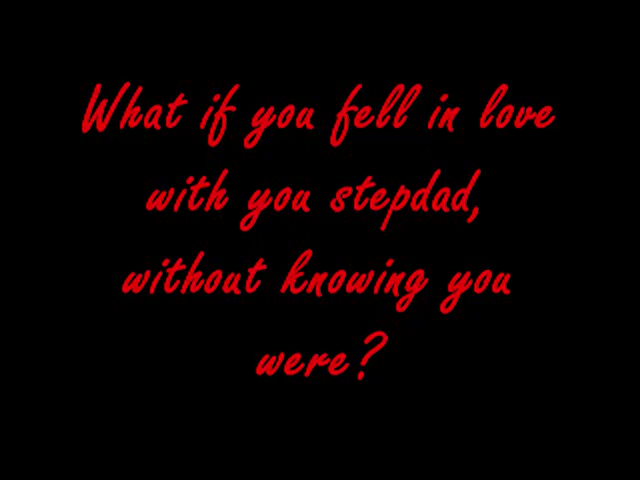 What if you fell in love
with you stepdad,
without knowing you
were?